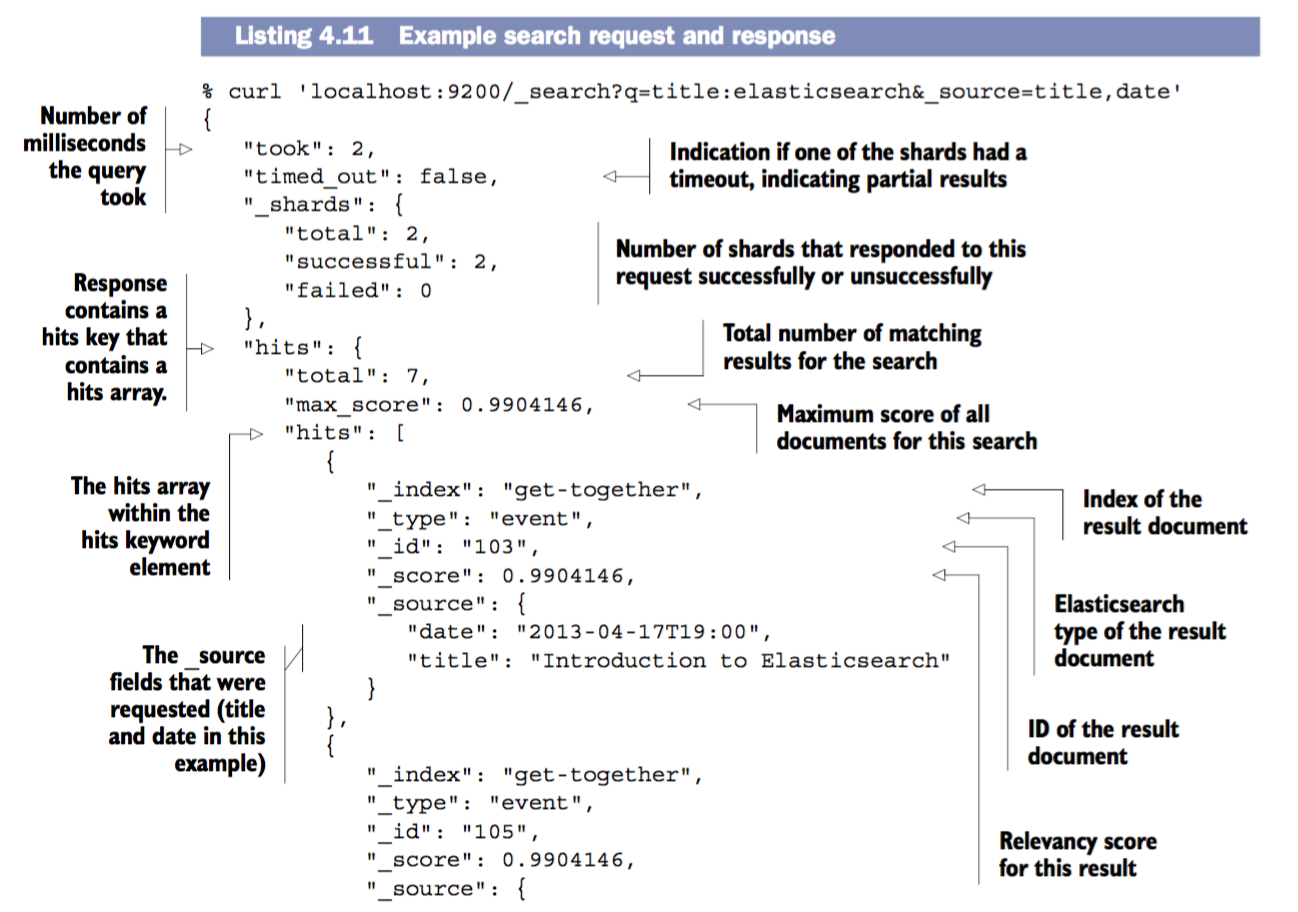 Listing 4.11 Example search request and response
% curl 'localhost:9200/_search?q=title:elasticsearch&_source=title,date'
{
"took": 2,
"timed_out": false,
"_shards": {
"total": 2,
"successful": 2,
"failed": 0
},
"hits": {
"total": 7,
"max_score": 0.9904146,
"hits": [
{
"_index": "get-together",
"_type": "event",
"_id": "103",
"_score": 0.9904146,
"_source": {
"date": "2013-04-17T19:00",
"title": "Introduction to Elasticsearch"
}
},
{
"_index": "get-together",
"_type": "event",
"_id": "105",
"_score": 0.9904146,
"_source": {
Number of
milliseconds
the query
took
Indication if one of the shards had a
timeout, indicating partial results
Number of shards that responded to this
request successfully or unsuccessfully
Response
contains a
hits key that
contains a
hits array.
Total number of matching
results for the search
Maximum score of all
documents for this search
The hits array
within the
hits keyword
element
Index of the
result document
Elasticsearch
type of the result
document
The _source
fields that were
requested (title
and date in this
example)
ID of the result
document
Relevancy score
for this result